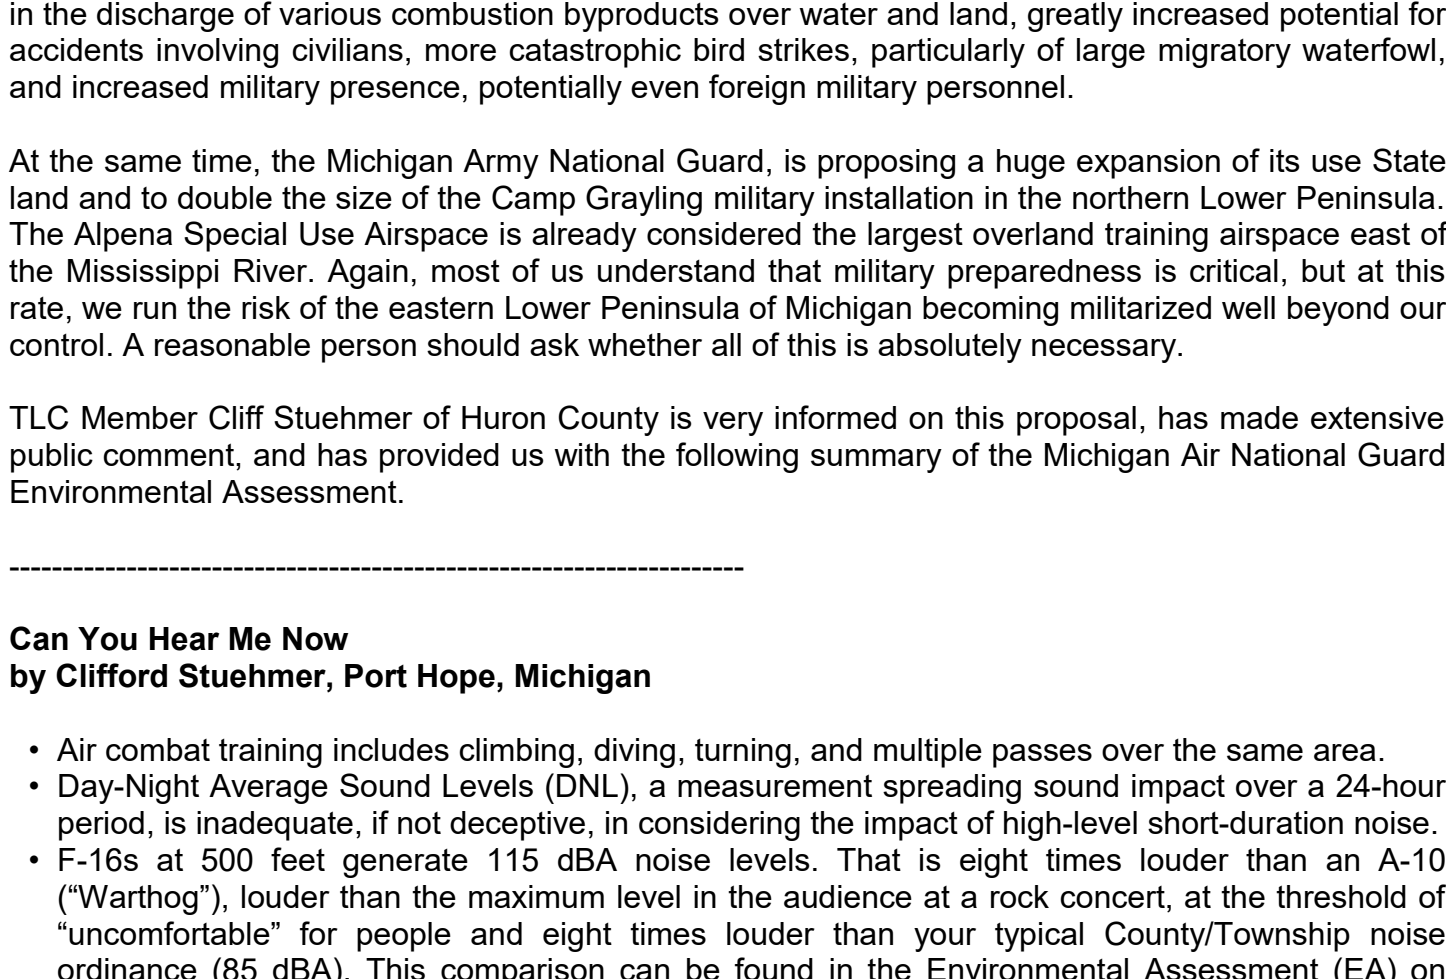 in the discharge of various combustion byproducts over water and land, greatly increased potential for
accidents involving civilians, more catastrophic bird strikes, particularly of large migratory waterfowl,
and increased military presence, potentially even foreign military personnel.
At the same time, the Michigan Army National Guard, is proposing a huge expansion of its use State
land and to double the size of the Camp Grayling military installation in the northern Lower Peninsula.
The Alpena Special Use Airspace is already considered the largest overland training airspace east of
the Mississippi River. Again, most of us understand that military preparedness is critical, but at this
rate, we run the risk of the eastern Lower Peninsula of Michigan becoming militarized well beyond our
control. A reasonable person should ask whether all of this is absolutely necessary.
TLC Member Cliff Stuehmer of Huron County is very informed on this proposal, has made extensive
public comment, and has provided us with the following summary of the Michigan Air National Guard
Environmental Assessment.
---------------------------------------------------------------------
Can You Hear Me Now
by Clifford Stuehmer, Port Hope, Michigan
• Air combat training includes climbing, diving, turning, and multiple passes over the same area.
• Day-Night Average Sound Levels (DNL), a measurement spreading sound impact over a 24-hour
period, is inadequate, if not deceptive, in considering the impact of high-level short-duration noise.
• F-16s at 500 feet generate 115 dBA noise levels. That is eight times louder than an A-10
(“Warthog”), louder than the maximum level in the audience at a rock concert, at the threshold of
“uncomfortable” for people and eight times louder than your typical County/Township noise
ordinance (85 dBA). This comparison can be found in the Environmental Assessment (EA) on